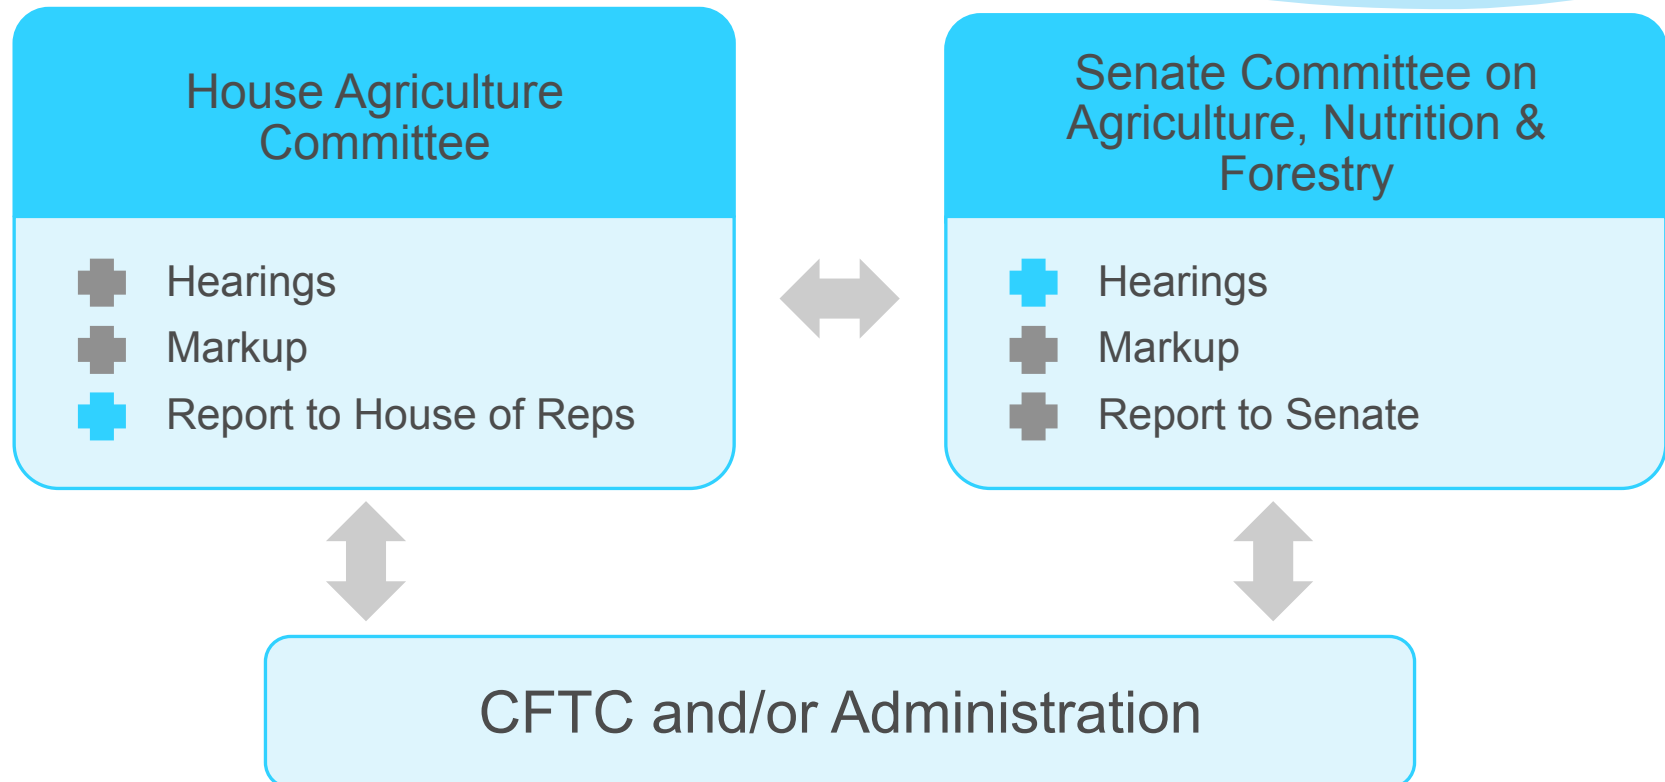 House Agriculture
Committee
Hearings
Markup
Report to House of Reps
Senate Committee on
Agriculture, Nutrition &
Forestry
Hearings
Markup
Report to Senate
CFTC and/or Administration